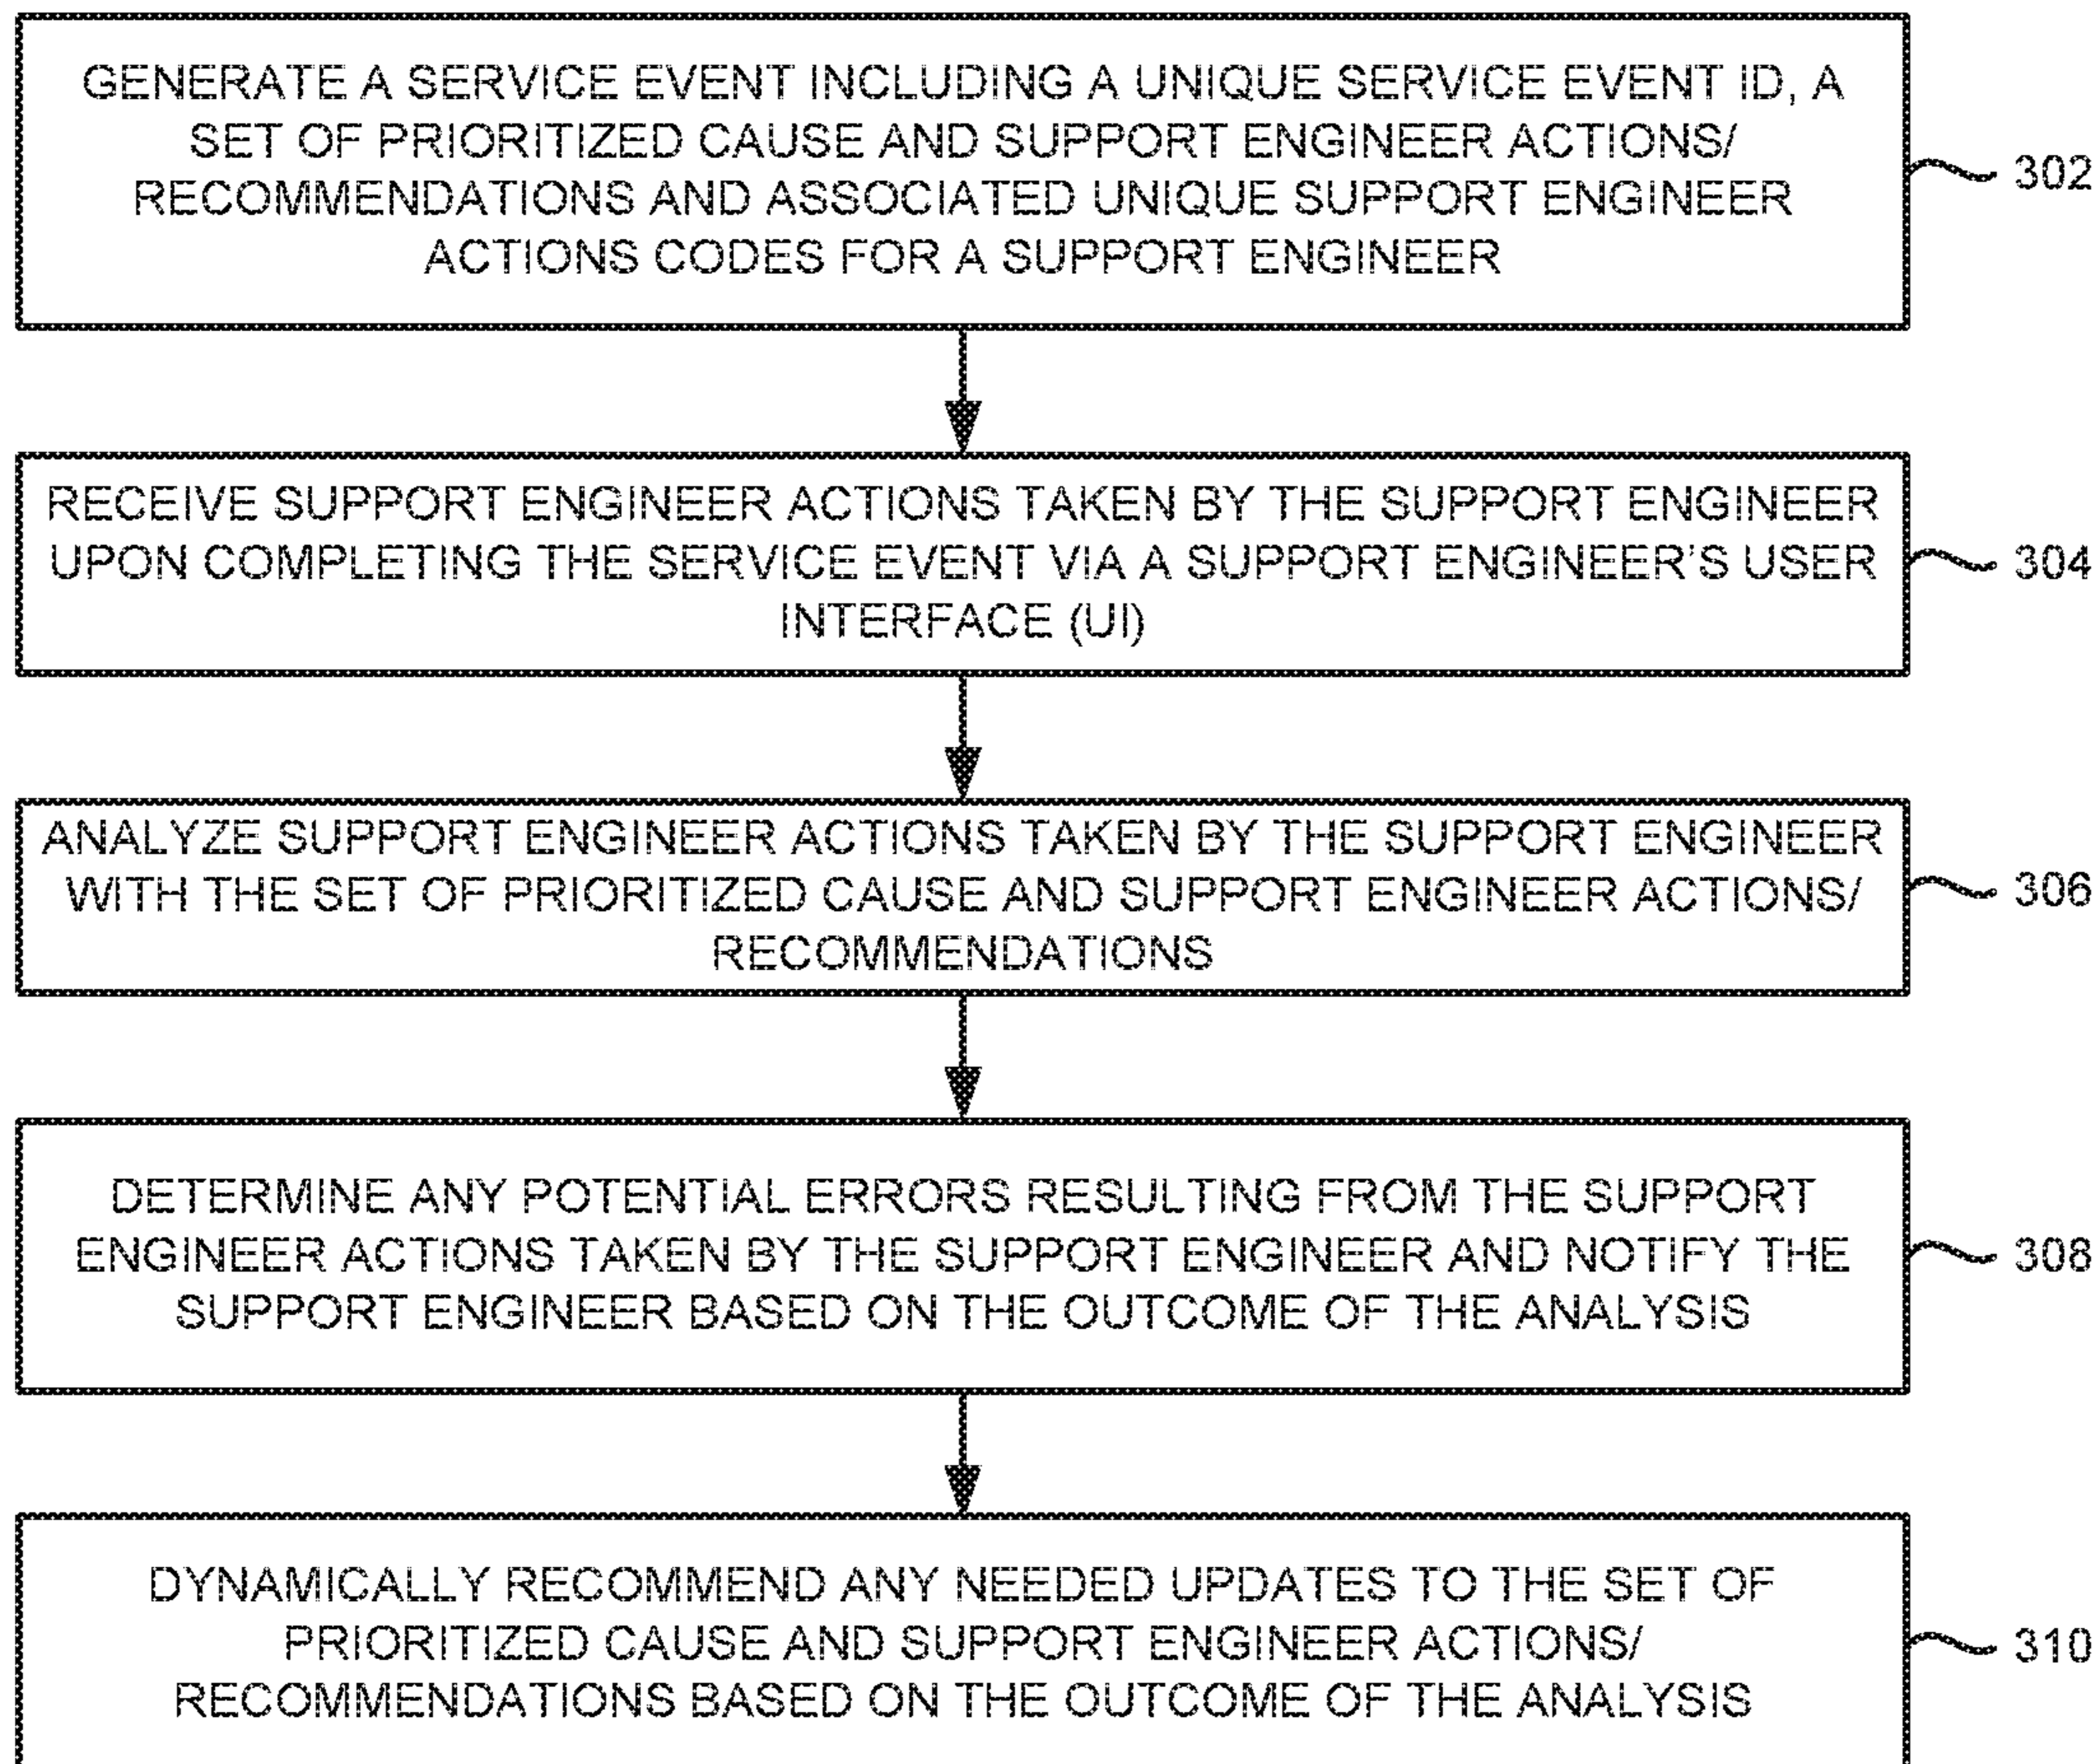 GENERATE A SERVICE EVENT INCLUDING A UNIQUE SERVICE EVENT ID, A
SET OF PRIORITIZED CAUSE AND SUPPORT ENGINEER ACTIONS/
RECOMMENDATIONS AND ASSOCIATED UNIQUE SUPPORT ENGINEER
ACTIONS CODES FOR A SUPPORT ENGINEER
302
RECEIVE SUPPORT ENGINEER ACTIONS TAKEN BY THE SUPPORT ENGINEER
UPON COMPLETING THE SERVICE EVENT VIA A SUPPORT ENGINEER'S USER
INTERFACE (UI)
304
ANALYZE SUPPORT ENGINEER ACTIONS TAKEN BY THE SUPPORT ENGINEER
WITH THE SET OF PRIORITIZED CAUSE AND SUPPORT ENGINEER ACTIONS/
RECOMMENDATIONS
306
DETERMINE ANY POTENTIAL ERRORS RESULTING FROM THE SUPPORT
ENGINEER ACTIONS TAKEN BY THE SUPPORT ENGINEER AND NOTIFY THE
SUPPORT ENGINEER BASED ON THE OUTCOME OF THE ANALYSIS
308
DYNAMICALLY RECOMMEND ANY NEEDED UPDATES TO THE SET OF
PRIORITIZED CAUSE AND SUPPORT ENGINEER ACTIONS/
RECOMMENDATIONS BASED ON THE OUTCOME OF THE ANALYSIS
310